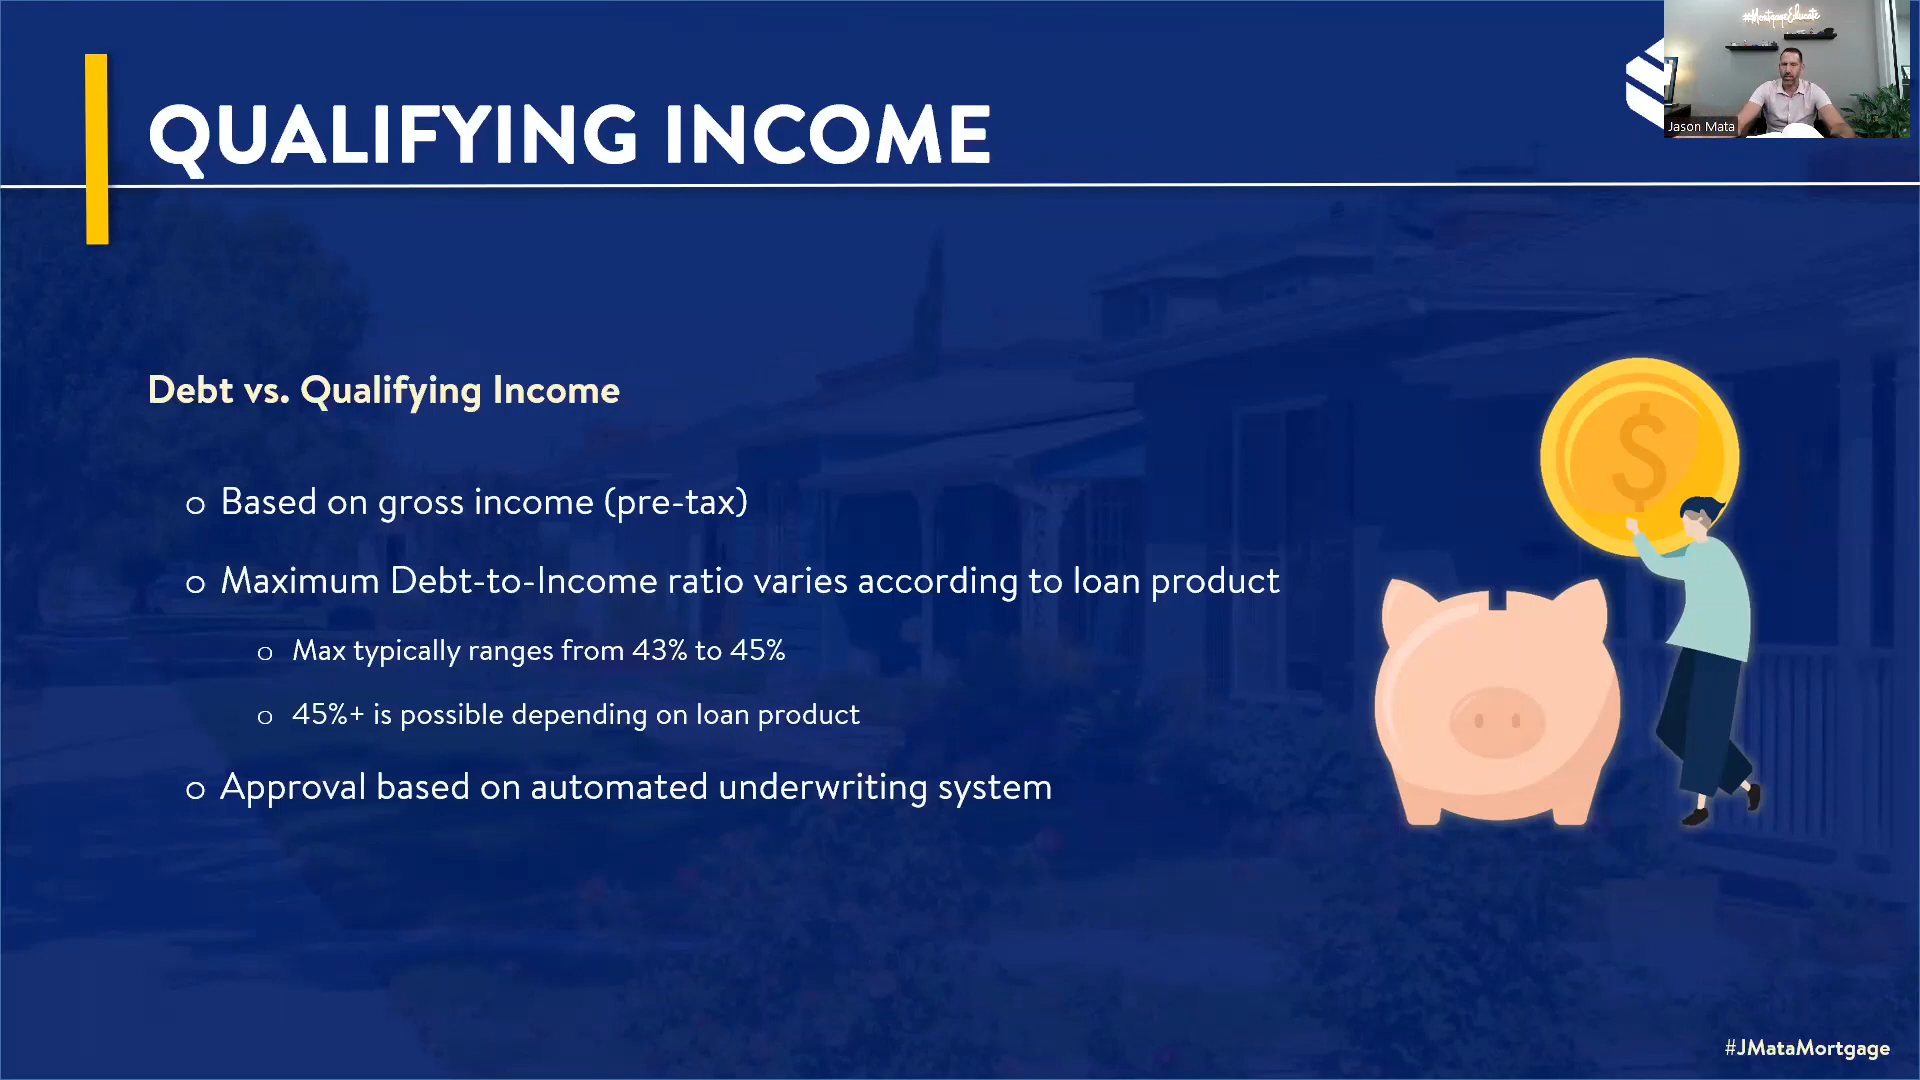 #MortgageEducate
Jason Mata
QUALIFYING INCOME
Debt vs. Qualifying Income
o Based on gross income (pre-tax)
o Maximum Debt-to-Income ratio varies according to loan product
o Max typically ranges from 43% to 45%
o 45%+ is possible depending on loan product
o Approval based on automated underwriting system
$
#JMataMortgage